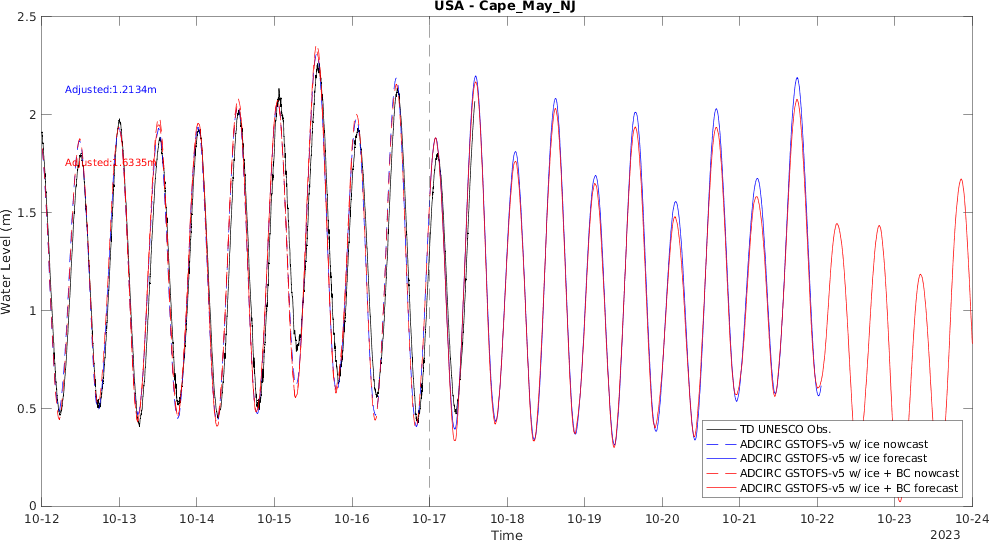 USA - Cape_May_NJ
2.5
2
1.5
1
0.5
0
Water Level (m)
Adjusted:1.2134m
Adjusted:1.6335m
TD UNESCO Obs.
ADCIRC GSTOFS-v5 w/ ice nowcast
ADCIRC GSTOFS-v5 w/ ice forecast
ADCIRC GSTOFS-v5 w/ ice + BC nowcast
ADCIRC GSTOFS-v5 w/ ice + BC forecast
10-12 10-13 10-14 10-15 10-16 10-17 10-18 10-19 10-20 10-21 10-22 10-23 10-24
Time
2023